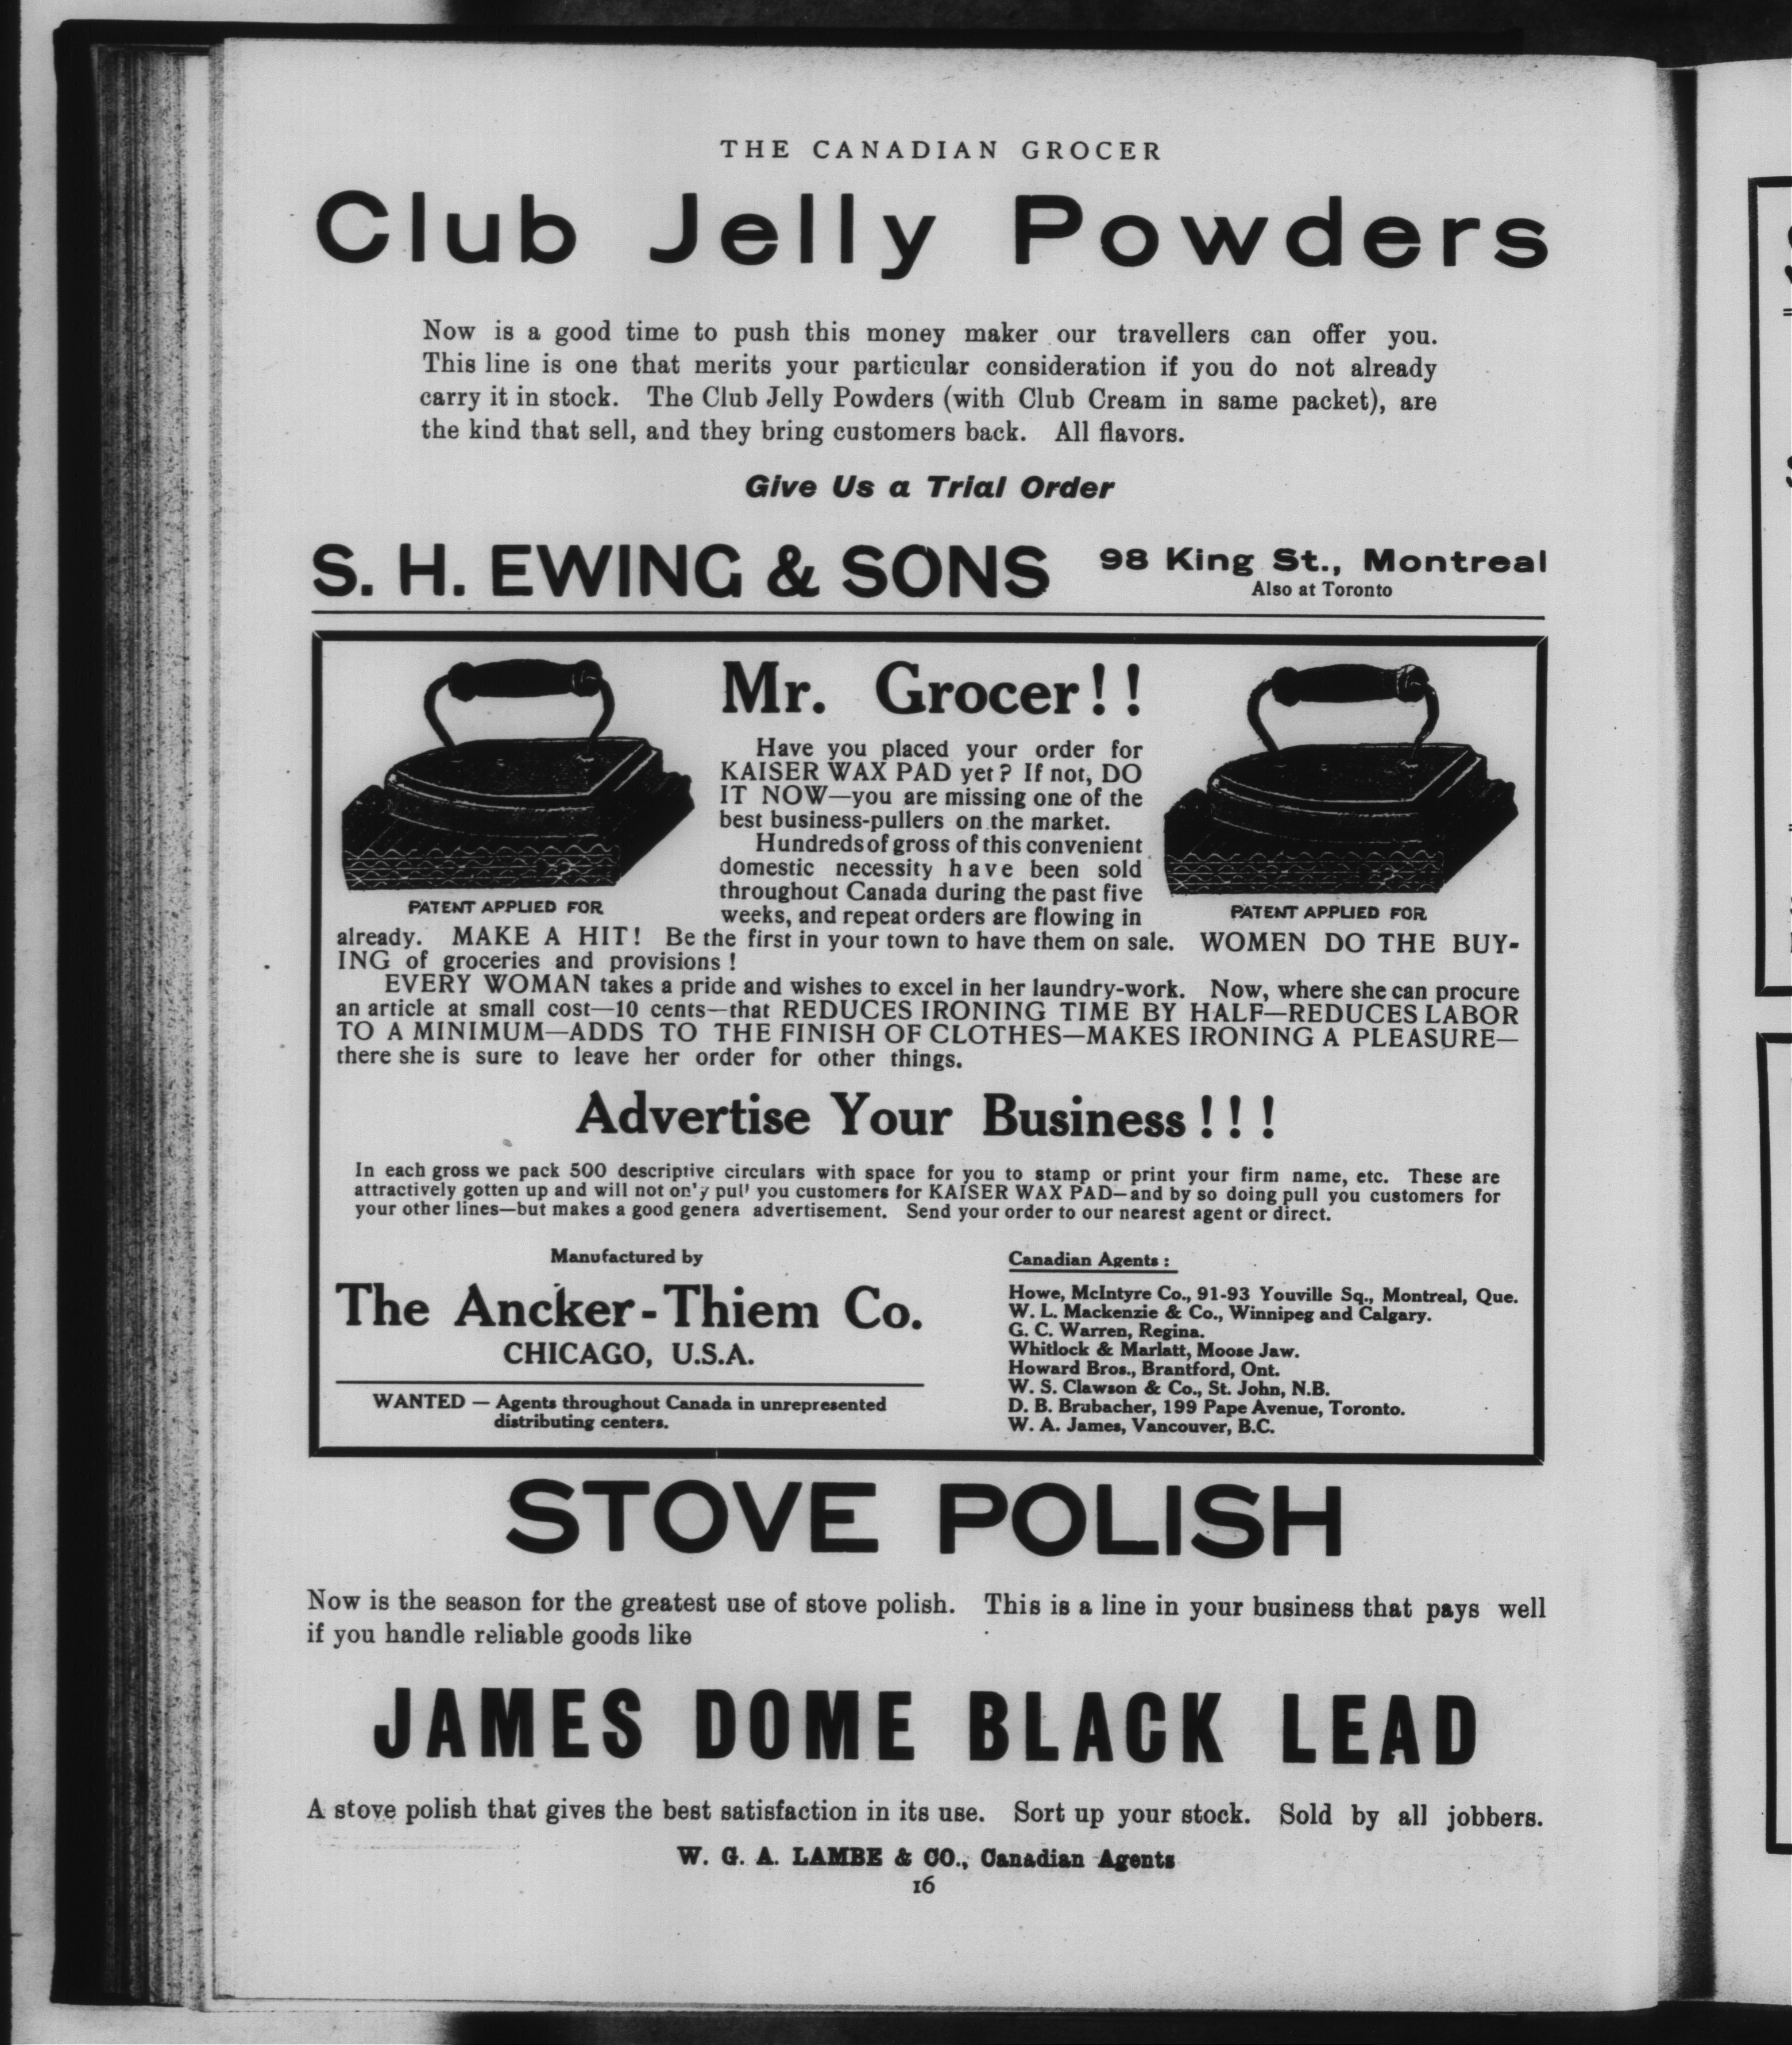 THE CANADIAN GROCER
Club Jelly Powders
Now is a good time to push this money maker our travellers can offer you.
This line is one that merits your particular consideration if you do not already
carry it in stock. The Club Jelly Powders (with Club Cream in same packet), are
the kind that sell, and they bring customers back. All flavors.
Give Us a Trial Order
S. H. EWING & SONS
98 King St., Montreal
Also at Toronto
Mr. Grocer!!
Have you placed your order for
KAISER WAX PAD yet? If not, DO
IT NOW—you are missing one of the
best business-pullers on the market.
Hundreds of gross of this convenient
domestic necessity have been sold
throughout Canada during the past five
weeks, and repeat orders are flowing in
PATENT APPLIED FOR
PATENT APPLIED FOR
already. MAKE A HIT! Be the first in your town to have them on sale. WOMEN DO THE BUY-
ING of groceries and provisions!
EVERY WOMAN takes a pride and wishes to excel in her laundry-work. Now, where she can procure
an article at small cost—10 cents—that REDUCES IRONING TIME BY HALF—REDUCES LABOR
TO A MINIMUM—ADDS TO THE FINISH OF CLOTHES—MAKES IRONING A PLEASURE—
there she is sure to leave her order for other things.
Advertise Your Business!!!
In each gross we pack 500 descriptive circulars with space for you to stamp or print your firm name, etc. These are
attractively gotten up and will not on'y pul' you customers for KAISER WAX PAD—and by so doing pull you customers for
your other lines—but makes a good genera advertisement. Send your order to our nearest agent or direct.
Manufactured by
The Ancker-Thiem Co.
CHICAGO, U.S.A.
WANTED — Agents throughout Canada in unrepresented
distributing centers.
Canadian Agents:
Howe, McIntyre Co., 91-93 Youville Sq., Montreal, Que.
W. L. Mackenzie & Co., Winnipeg and Calgary.
G. C. Warren, Regina.
Whitlock & Marlatt, Moose Jaw.
Howard Bros., Brantford, Ont.
W. S. Clawson & Co., St. John, N.B.
D. B. Brubacher, 199 Pape Avenue, Toronto.
W. A. James, Vancouver, B.C.
STOVE POLISH
Now is the season for the greatest use of stove polish. This is a line in your business that pays well
if you handle reliable goods like
JAMES DOME BLACK LEAD
A stove polish that gives the best satisfaction in its use. Sort up your stock. Sold by all jobbers.
W. G. A. LAMBE & CO., Canadian Agents
16